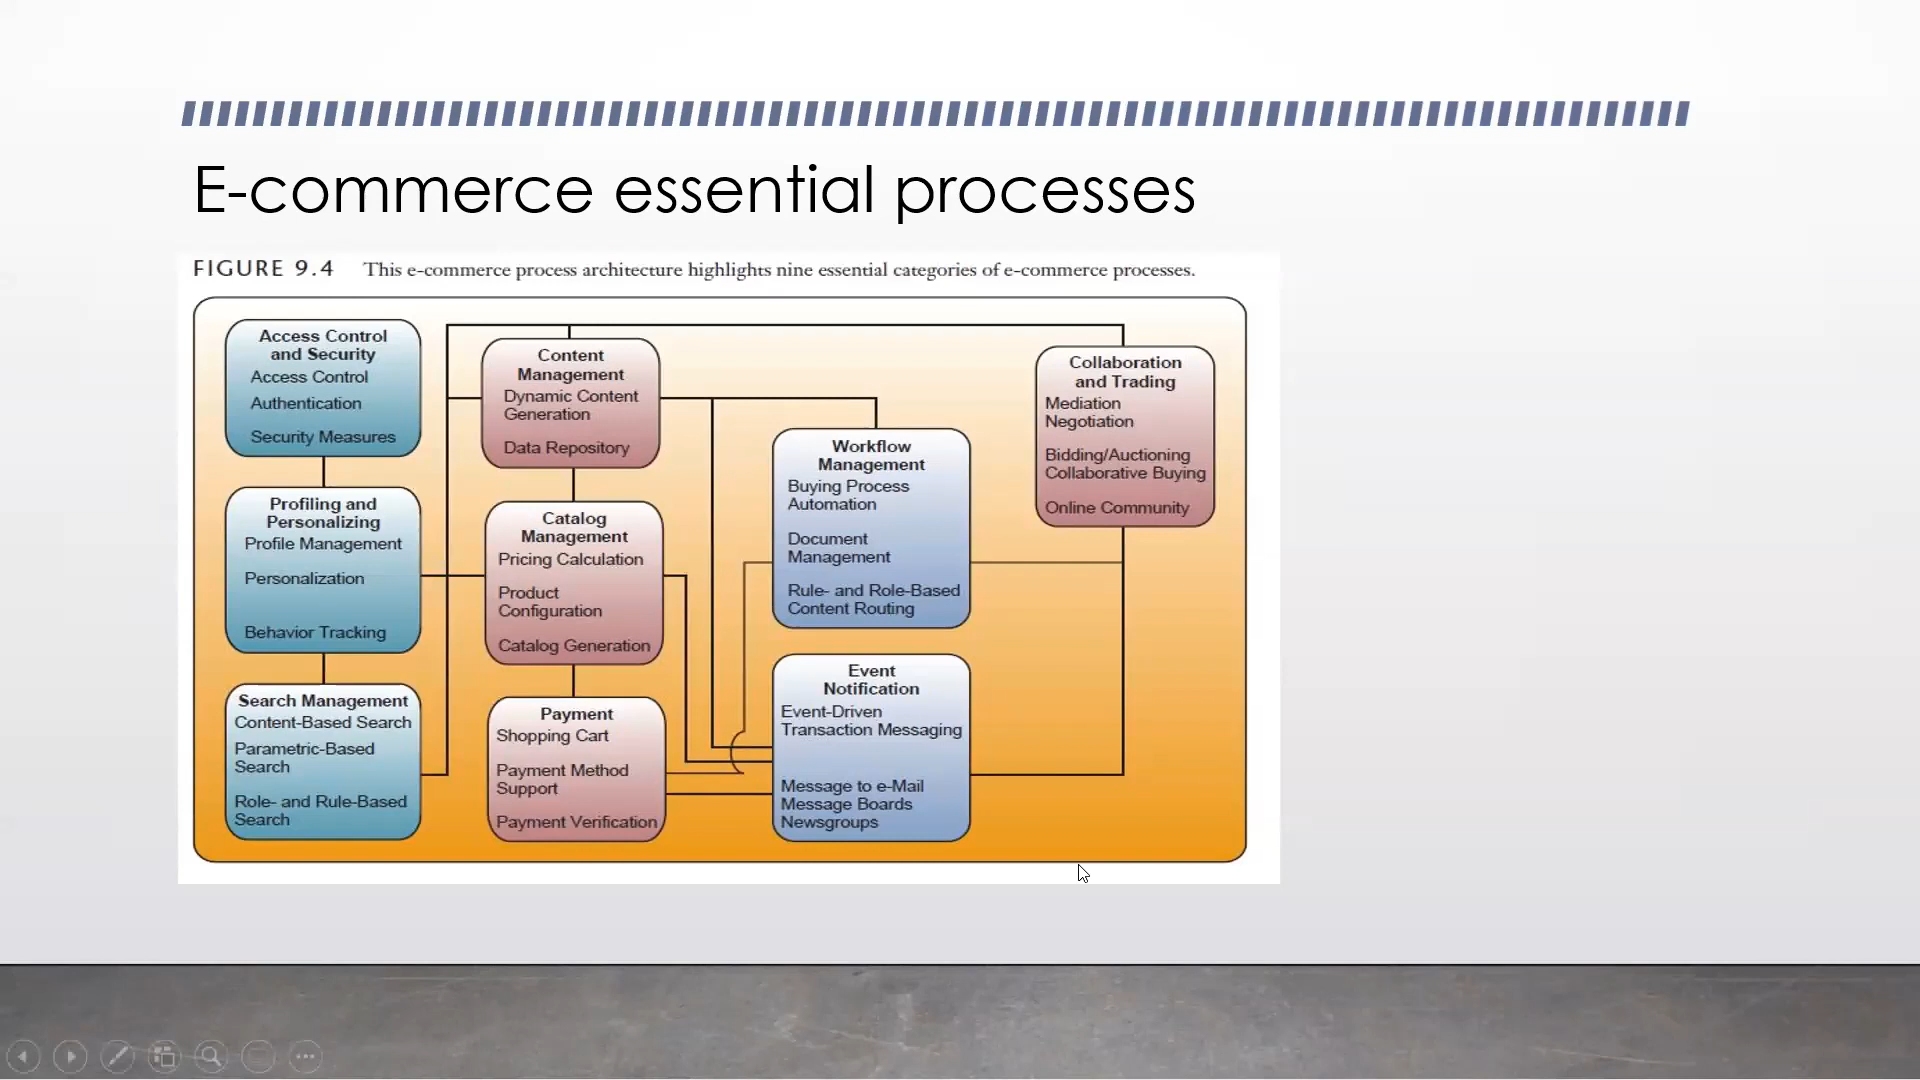 E-commerce essential processes
FIGURE 9.4 This e-commerce process architecture highlights nine essential categories of e-commerce processes.
Access Control
and Security
Access Control
Authentication
Security Measures
Profiling and
Personalizing
Profile Management
Personalization
Behavior Tracking
Search Management
Content-Based Search
Parametric-Based
Search
Role- and Rule-Based
Search
Content
Management
Dynamic Content
Generation
Data Repository
Catalog
Management
Pricing Calculation
Product
Configuration
Catalog Generation
Payment
Shopping Cart
Payment Method
Support
Payment Verification
Workflow
Management
Buying Process
Automation
Document
Management
Rule- and Role-Based
Content Routing
Event
Notification
Event-Driven
Transaction Messaging
Message to e-Mail
Message Boards
Newsgroups
Collaboration
and Trading
Mediation
Negotiation
Bidding/Auctioning
Collaborative Buying
Online Community